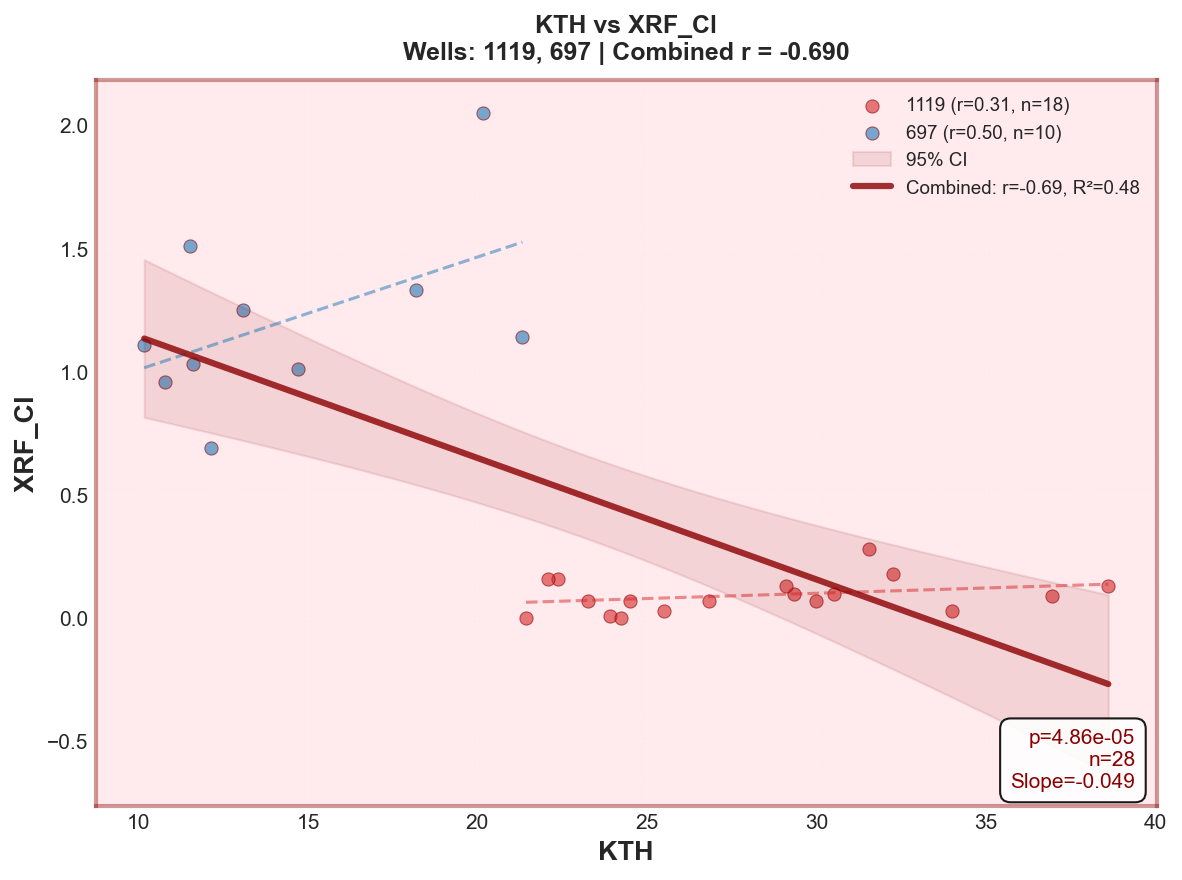 KTH vs XRF_CI
Wells: 1119, 697 | Combined r = -0.690
1119 (r=0.31, n=18)
697 (r=0.50, n=10)
95% CI
Combined: r=-0.69, R²=0.48
XRF_CI
2.0
1.5
1.0
0.5
0.0
−0.5
p=4.86e-05
n=28
Slope=-0.049
10 15 20 25 30 35 40
KTH